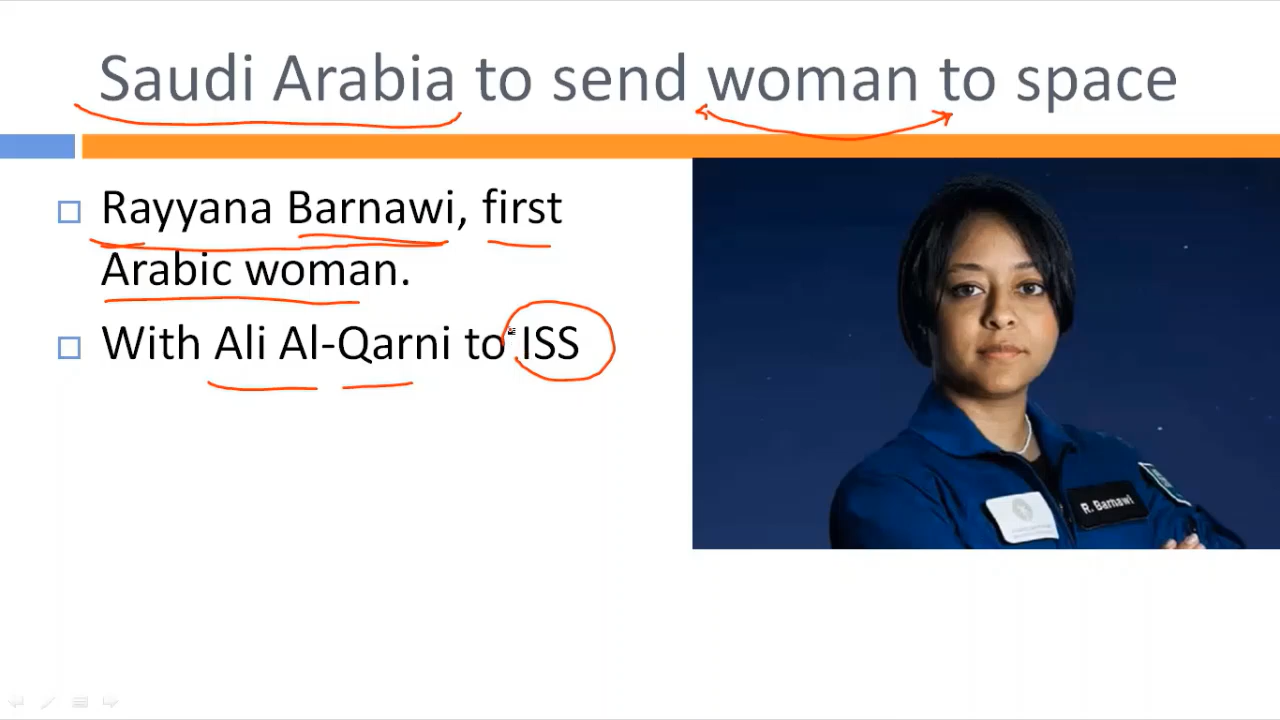 Saudi Arabia to send woman to space
Rayyana Barnawi, first
Arabic woman.
With Ali Al-Qarni to ISS
R. Barnawi